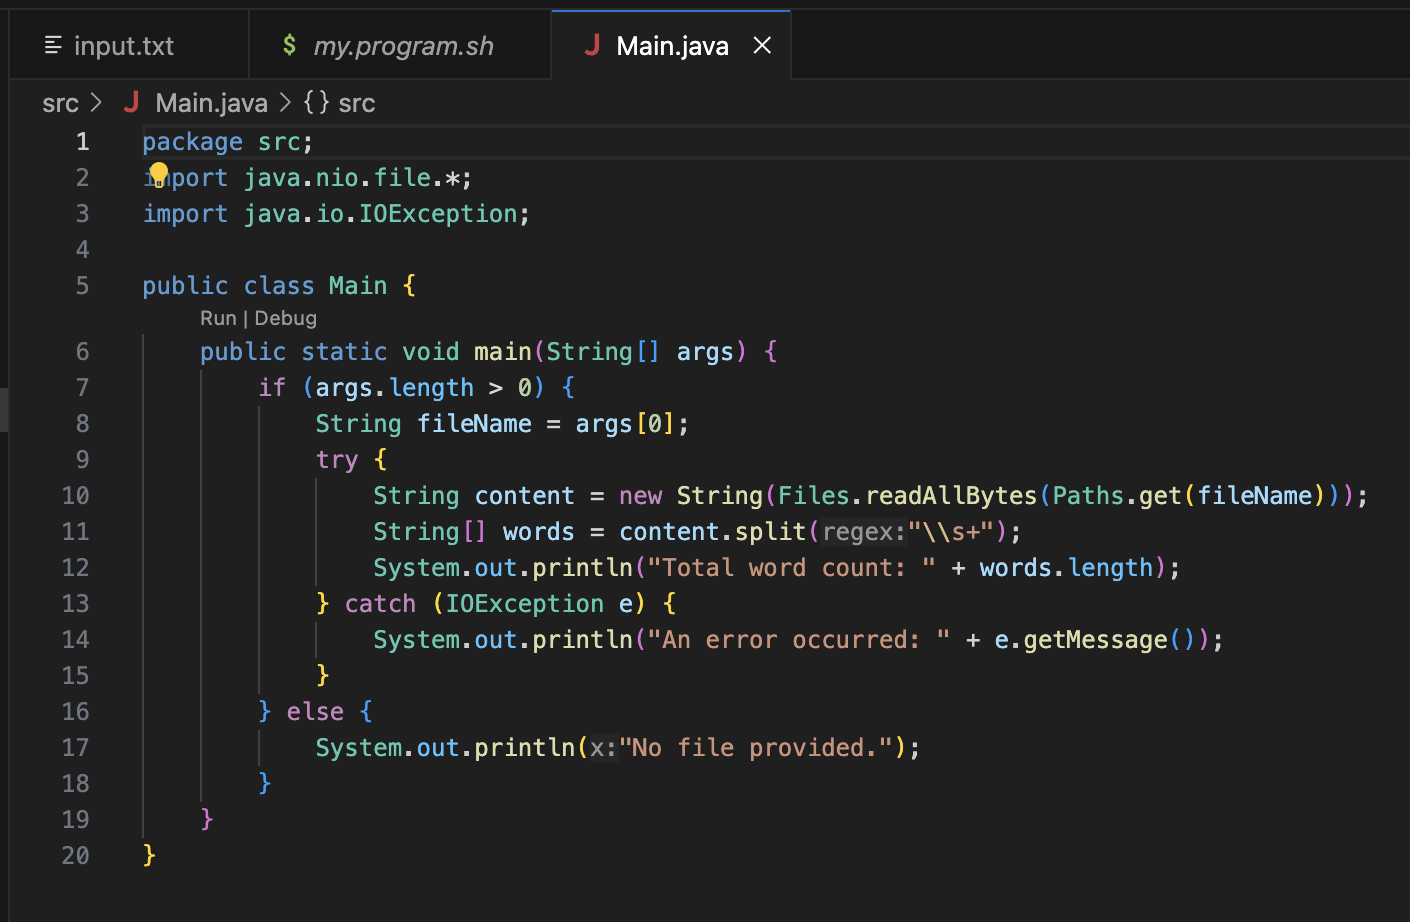 input.txt
$ my.program.sh
J Main.java ×
src > J Main.java > {} src
1 package src;
2 import java.nio.file.*;
3 import java.io.IOException;
4
5 public class Main {
Run | Debug
6 public static void main(String[] args) {
7 if (args.length > 0) {
8 String fileName = args[0];
9 try {
10 String content = new String(Files.readAllBytes(Paths.get(fileName)));
11 String[] words = content.split(regex:"\\s+");
12 System.out.println("Total word count: " + words.length);
13 } catch (IOException e) {
14 System.out.println("An error occurred: " + e.getMessage());
15 }
16 } else {
17 System.out.println(x:"No file provided.");
18 }
19 }
20 }